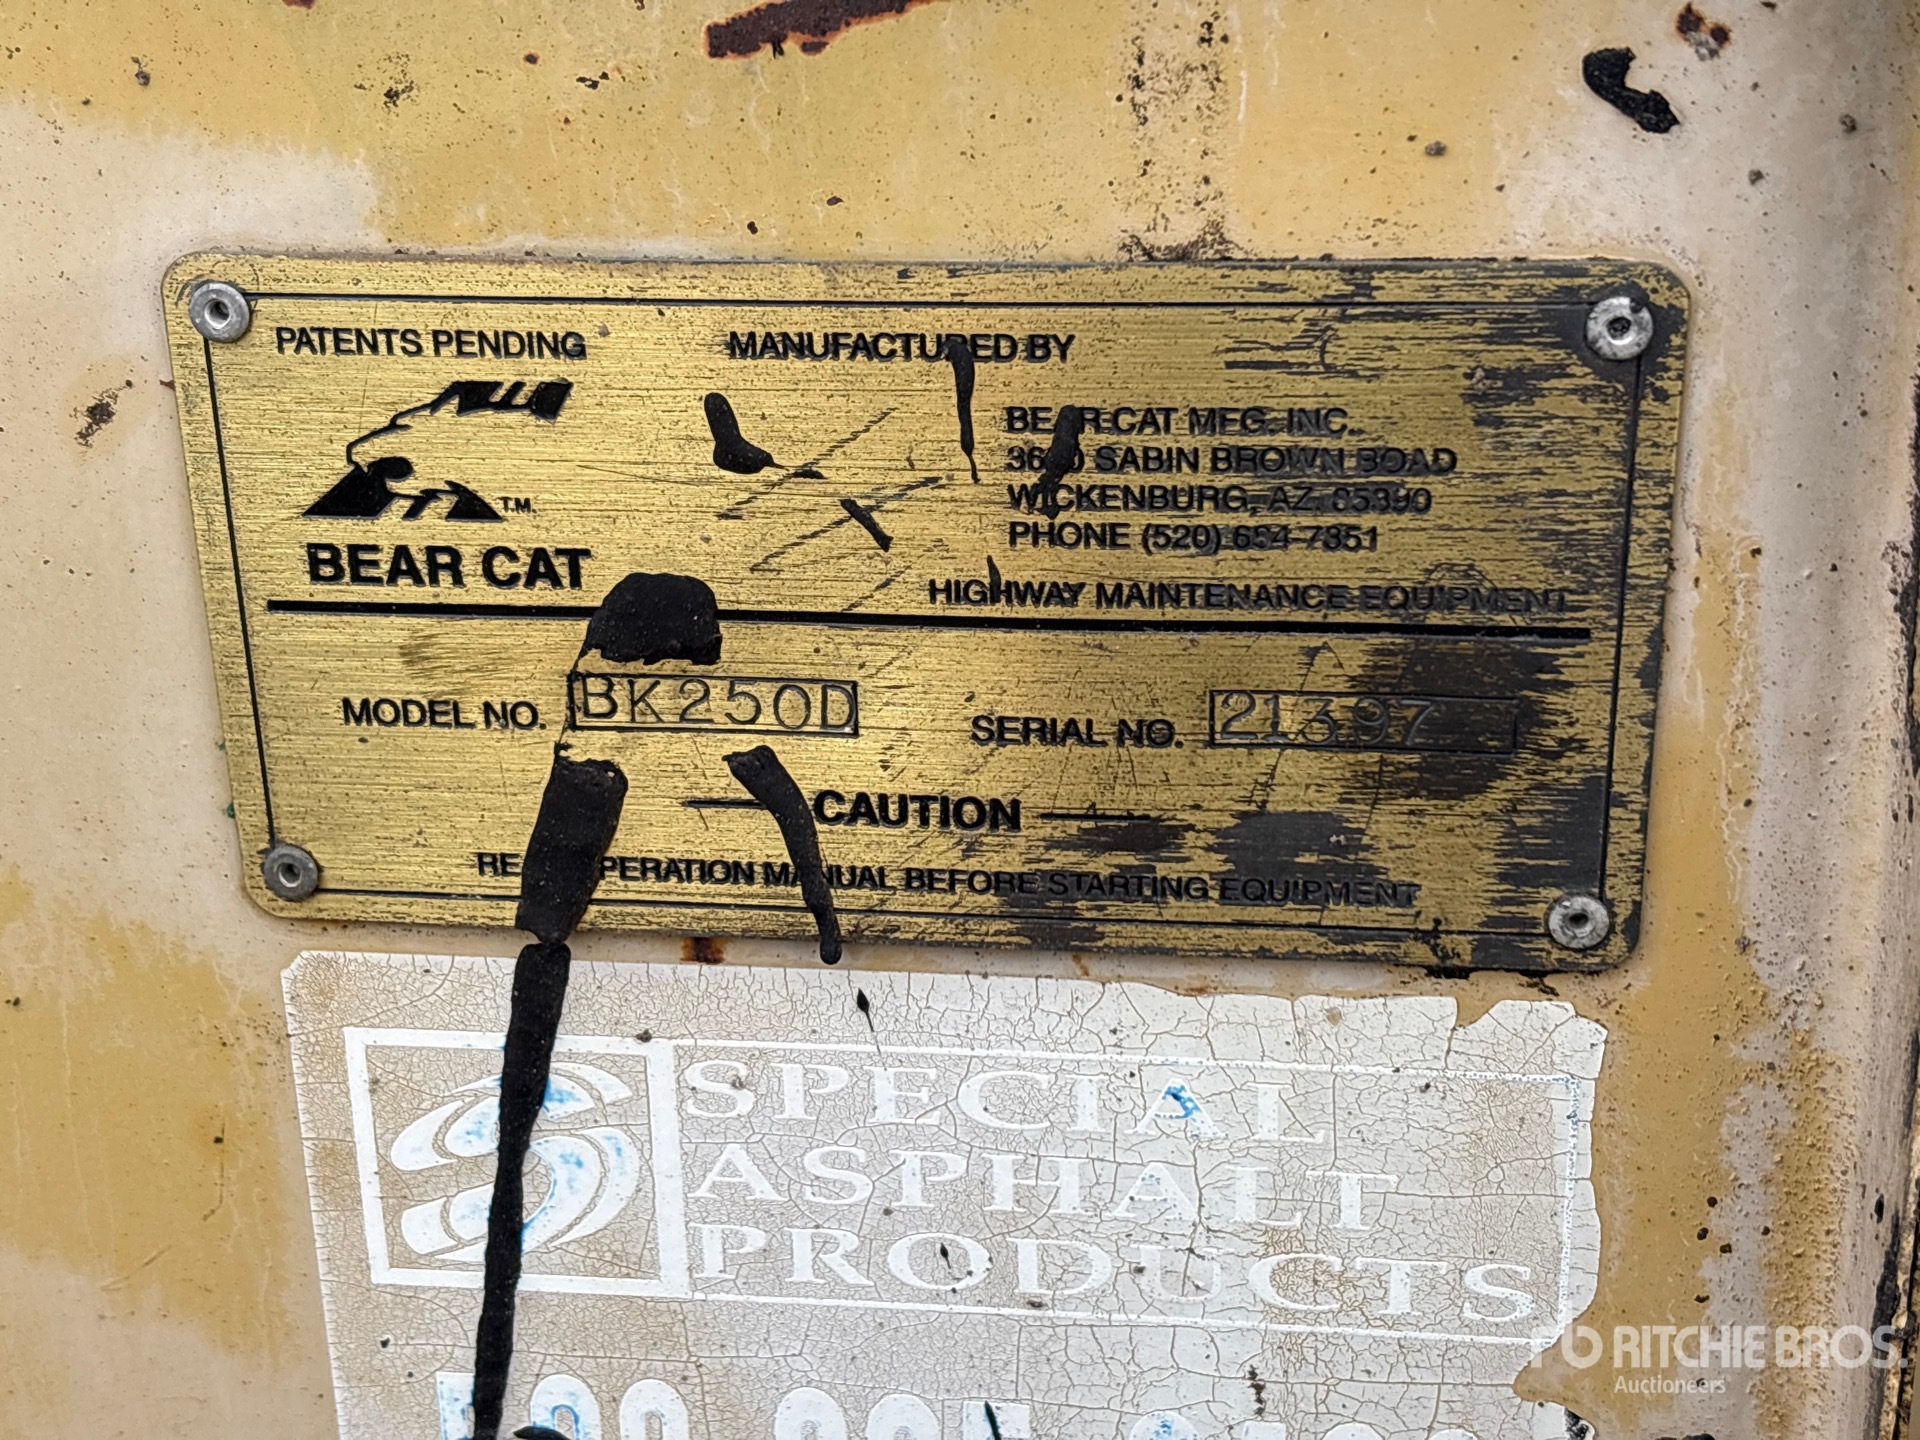 PATENTS PENDING
MANUFACTURED BY
BEAR CAT MFG. INC.
SABIN BROWN ROAD
WICKENBURG, AZ 85390
PHONE (520) 684-7851
T.M.
BEAR CAT
HIGHWAY MAINTENANCE EQUIPMENT
MODEL NO. BK250D
SERIAL NO. 21397
CAUTION
READ OPERATION MANUAL BEFORE STARTING EQUIPMENT
SPECIAL
ASPHALT
PRODUCTS
RITCHIE BROS.
Auctioneers